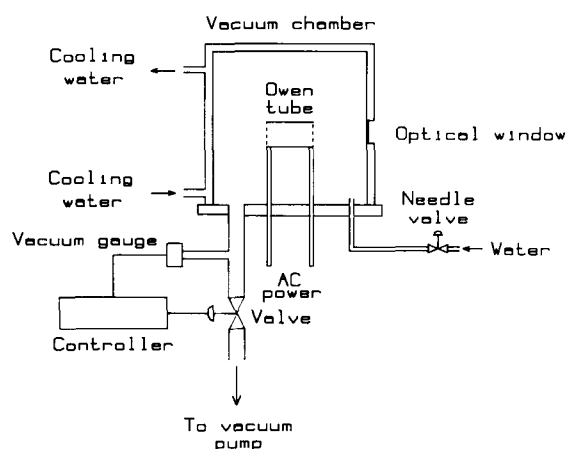 Vacuum chamber
Cooling
water
Owen
tube
Optical window
Cooling
water
Needle
valve
Vacuum gauge
Water
AC
power
Valve
Controller
To vacuum
pump